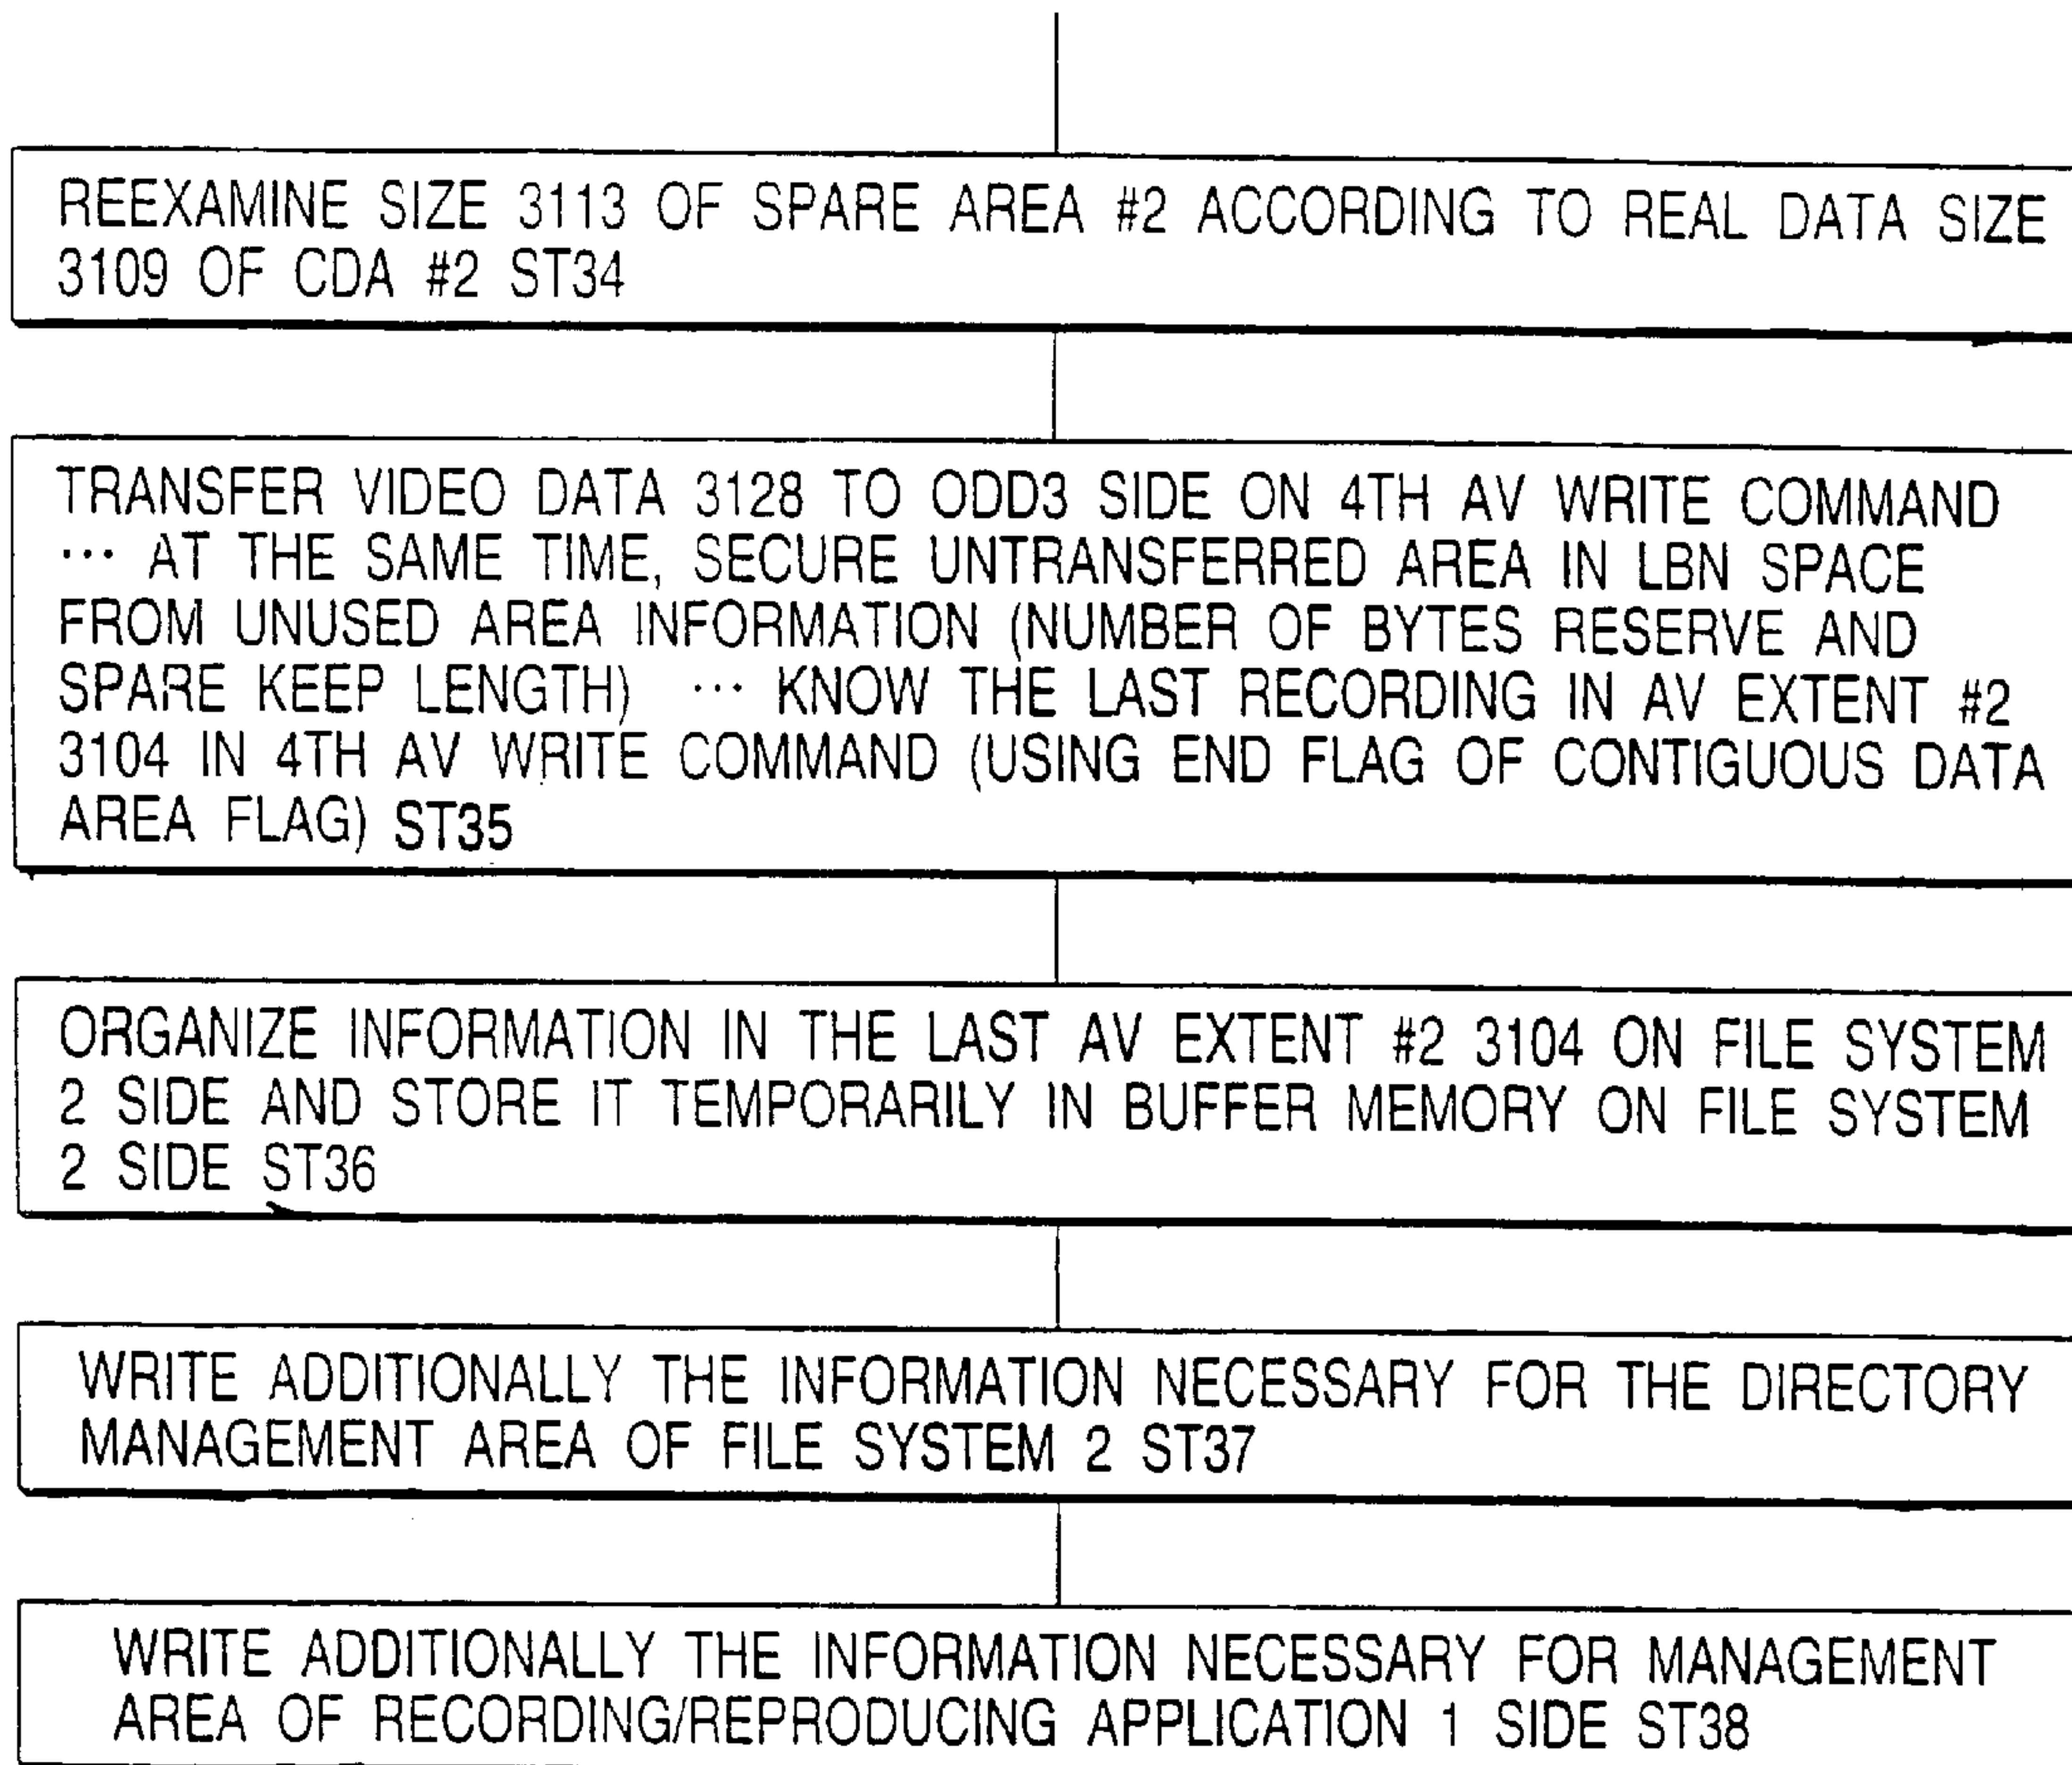 REEXAMINE SIZE 3113 OF SPARE AREA #2 ACCORDING TO REAL DATA SIZE
3109 OF CDA #2 ST34
TRANSFER VIDEO DATA 3128 TO ODD3 SIDE ON 4TH AV WRITE COMMAND
··· AT THE SAME TIME, SECURE UNTRANSFERRED AREA IN LBN SPACE
FROM UNUSED AREA INFORMATION (NUMBER OF BYTES RESERVE AND
SPARE KEEP LENGTH) ··· KNOW THE LAST RECORDING IN AV EXTENT #2
3104 IN 4TH AV WRITE COMMAND (USING END FLAG OF CONTIGUOUS DATA
AREA FLAG) ST35
ORGANIZE INFORMATION IN THE LAST AV EXTENT #2 3104 ON FILE SYSTEM
2 SIDE AND STORE IT TEMPORARILY IN BUFFER MEMORY ON FILE SYSTEM
2 SIDE ST36
WRITE ADDITIONALLY THE INFORMATION NECESSARY FOR THE DIRECTORY
MANAGEMENT AREA OF FILE SYSTEM 2 ST37
WRITE ADDITIONALLY THE INFORMATION NECESSARY FOR MANAGEMENT
AREA OF RECORDING/REPRODUCING APPLICATION 1 SIDE ST38